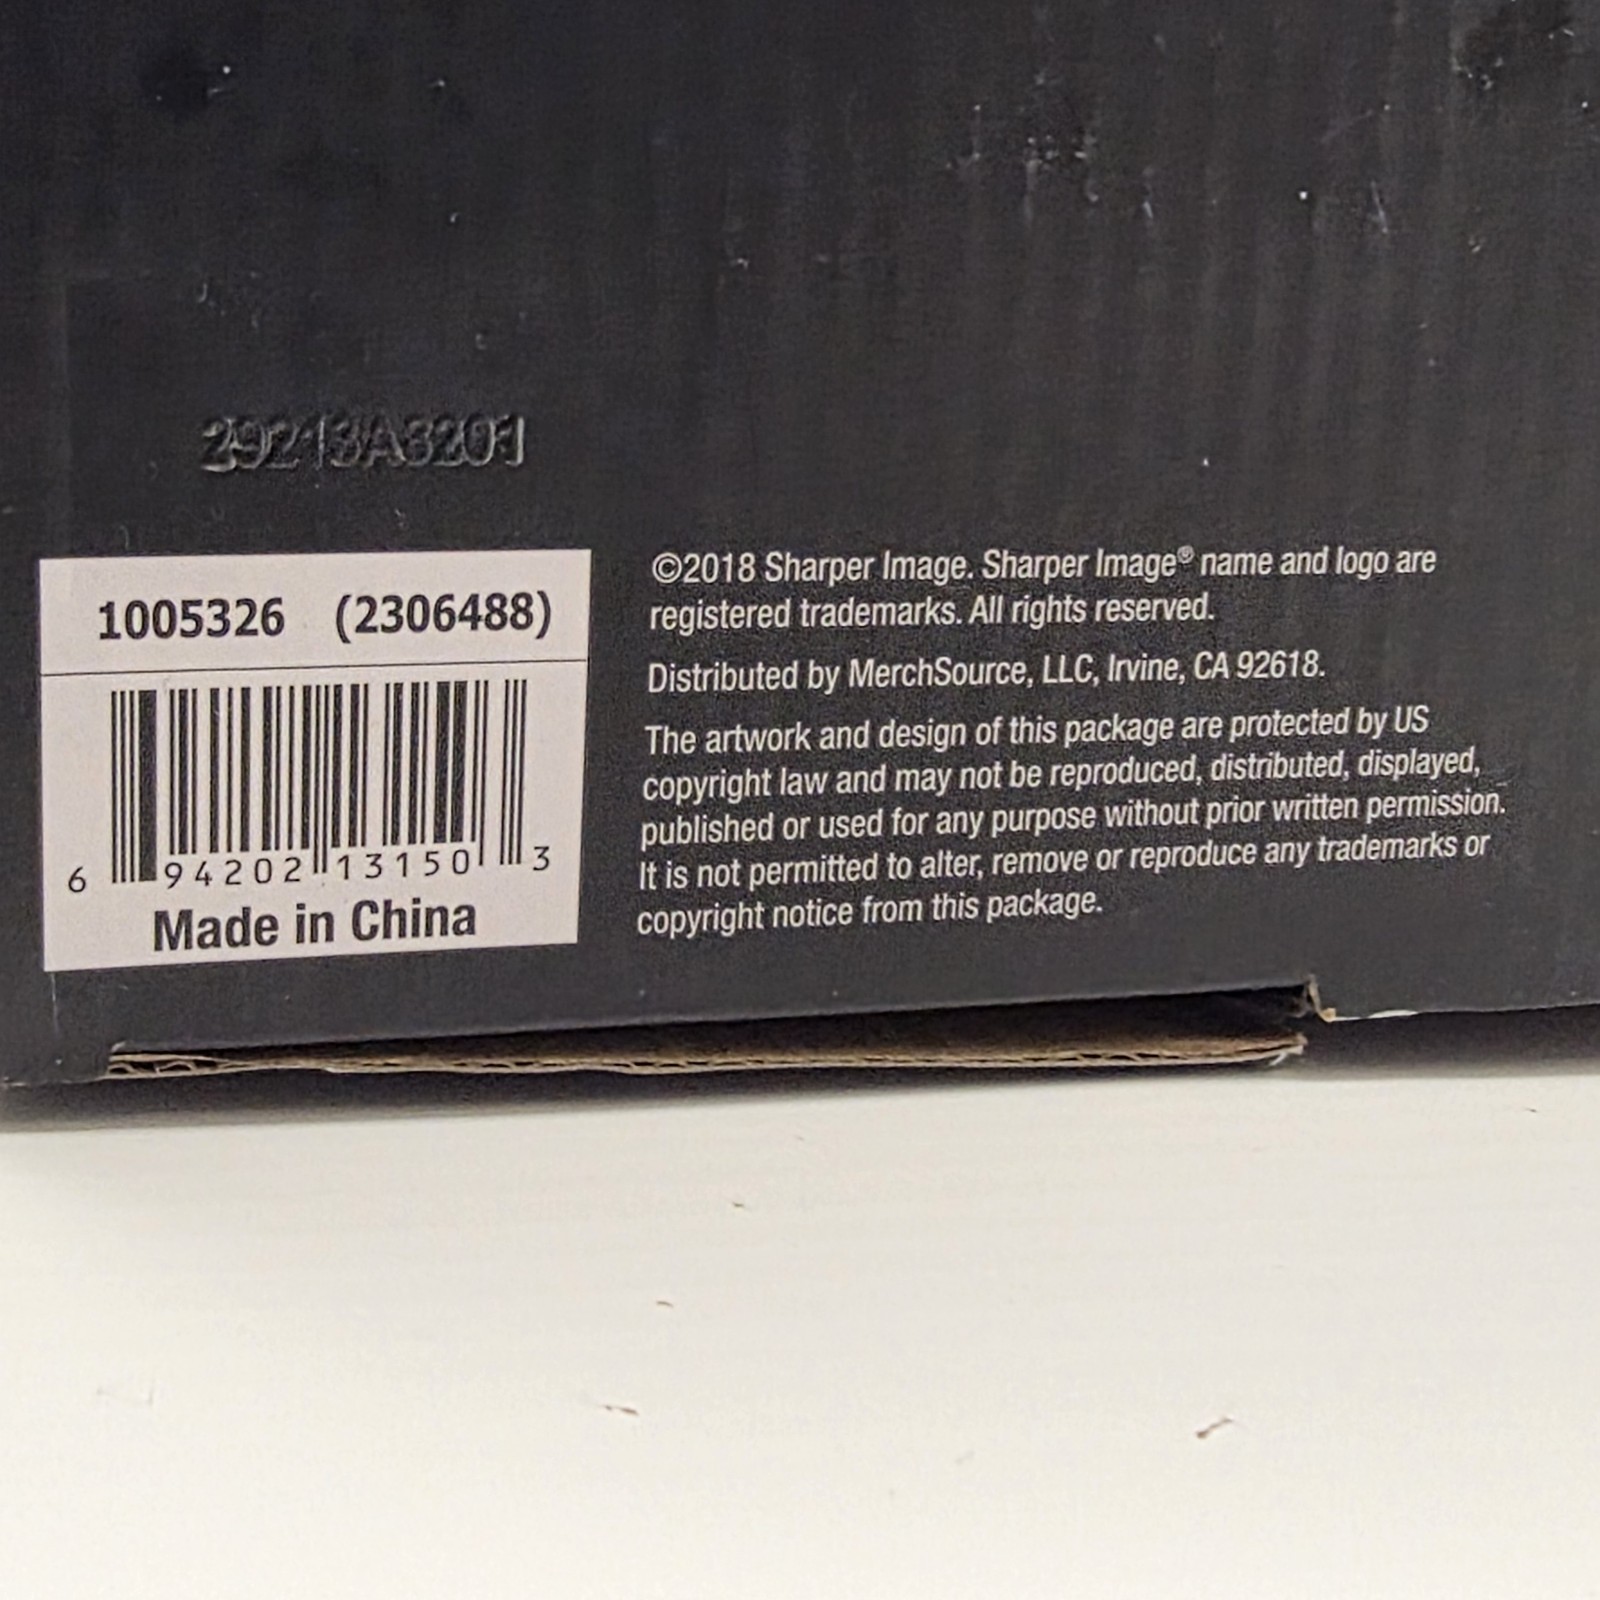 29213A3201
1005326 (2306488)
6 94202 13150 3
Made in China
©2018 Sharper Image. Sharper Image® name and logo are
registered trademarks. All rights reserved.
Distributed by MerchSource, LLC, Irvine, CA 92618.
The artwork and design of this package are protected by US
copyright law and may not be reproduced, distributed, displayed,
published or used for any purpose without prior written permission.
It is not permitted to alter, remove or reproduce any trademarks or
copyright notice from this package.